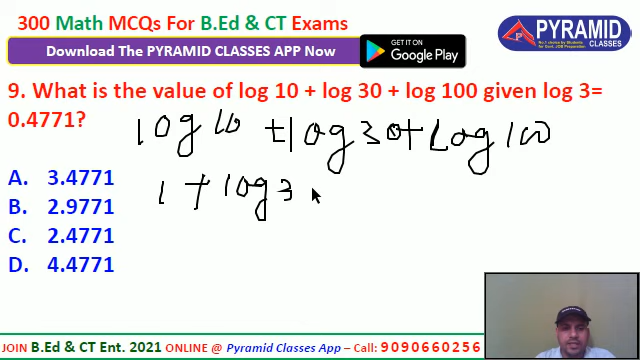 300 Math MCQs For B.Ed & CT Exams
Download The PYRAMID CLASSES APP Now
GET IT ON
Google Play
PYRAMID
CLASSES
9. What is the value of log 10 + log 30 + log 100 given log 3=
0.4771?
log 10 + log 30 + log 100
A. 3.4771
1 + log 3
B. 2.9771
C. 2.4771
D. 4.4771
JOIN B.Ed & CT Ent. 2021 ONLINE @ Pyramid Classes App – Call: 9090660256